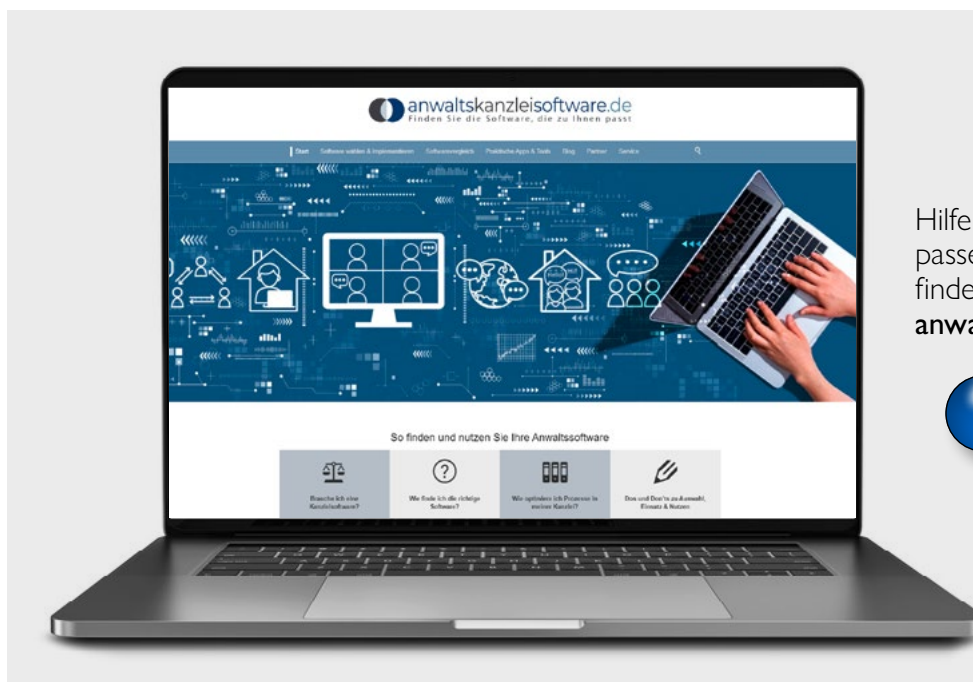 anwaltskanzleisoftware.de
Finden Sie die Software, die zu Ihnen passt
Start Software wählen & implementieren Softwarevergleich Praktische Apps & Tools Blog Partner Service
So finden und nutzen Sie Ihre Anwaltssoftware
Brauche ich eine
Kanzleisoftware?
Wie finde ich die richtige
Software?
Wie optimiere ich Prozesse in
meiner Kanzlei?
Dos und Don'ts zu Auswahl,
Einsatz & Nutzen
Hilfe
passe
finde
anwa